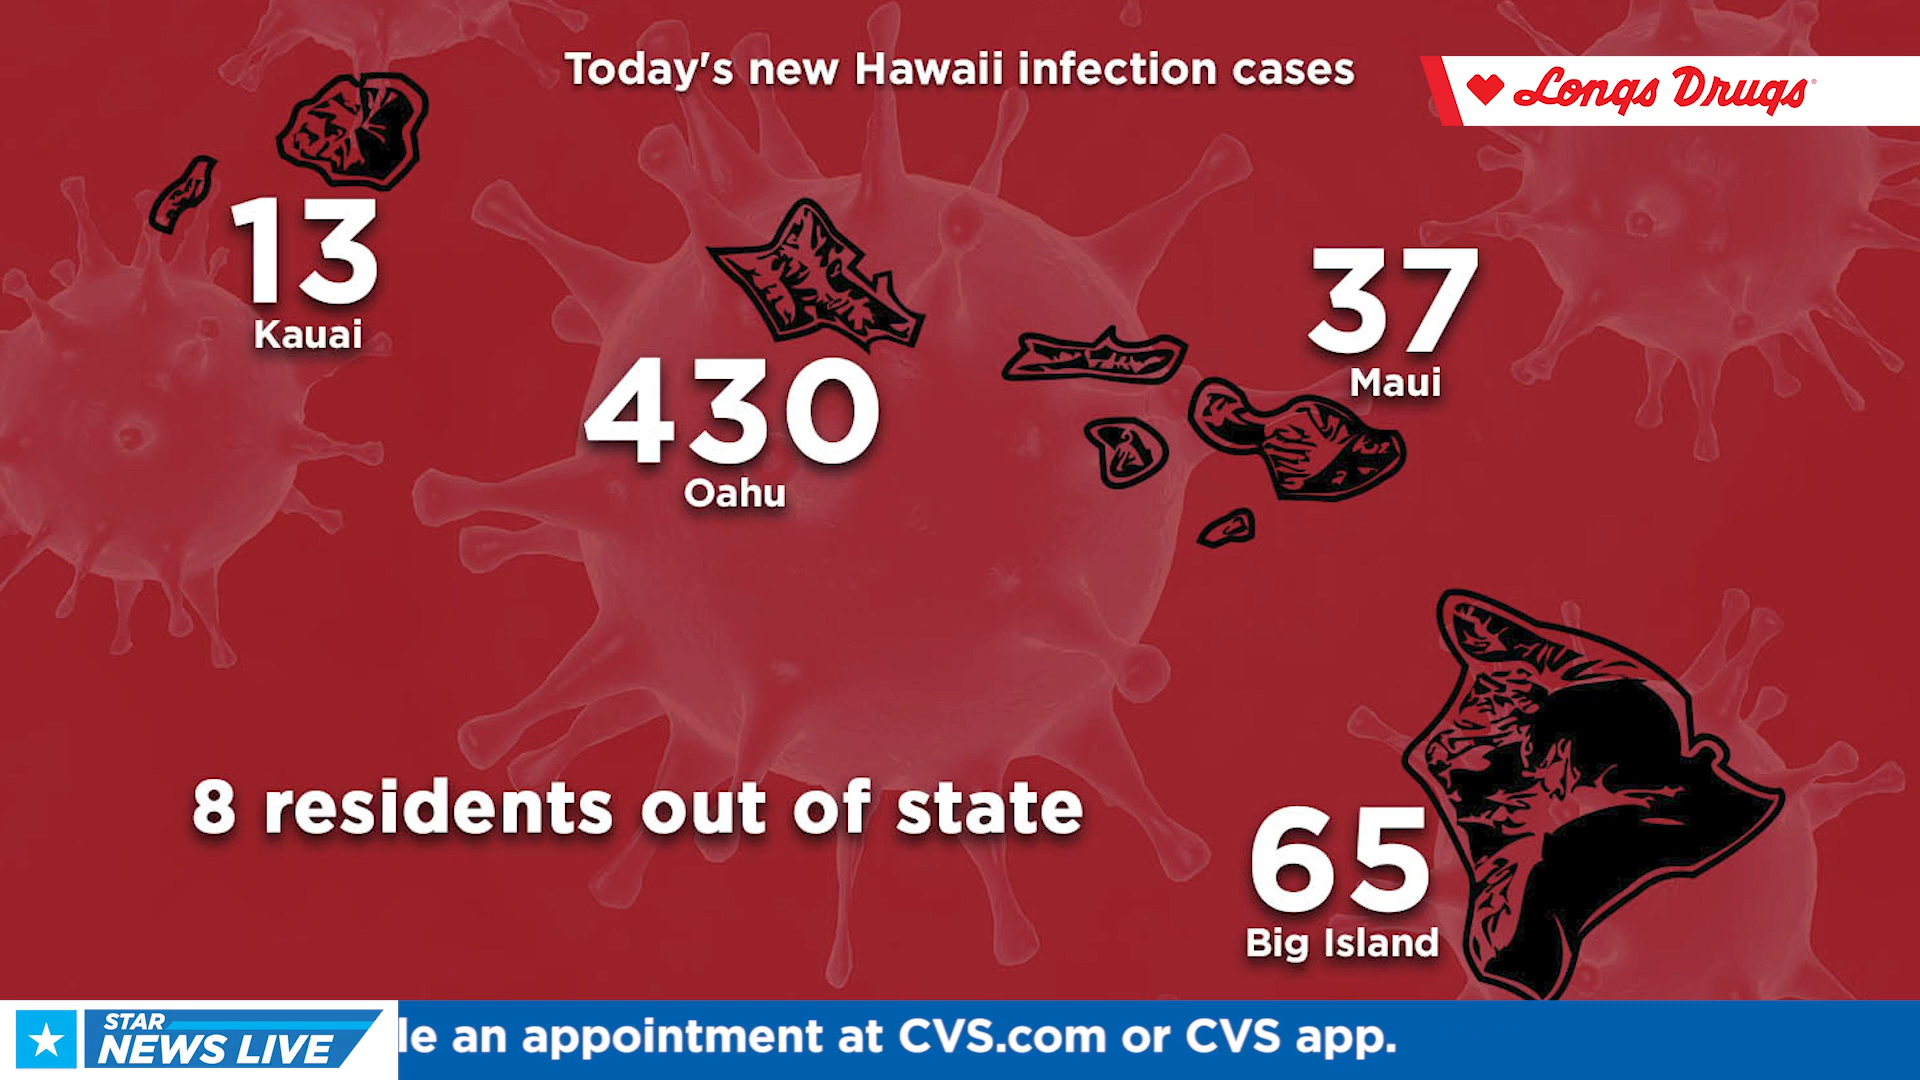 Today's new Hawaii infection cases
Longs Drugs
13
Kauai
430
Oahu
37
Maui
8 residents out of state
65
Big Island
STAR
NEWS LIVE
le an appointment at CVS.com or CVS app.